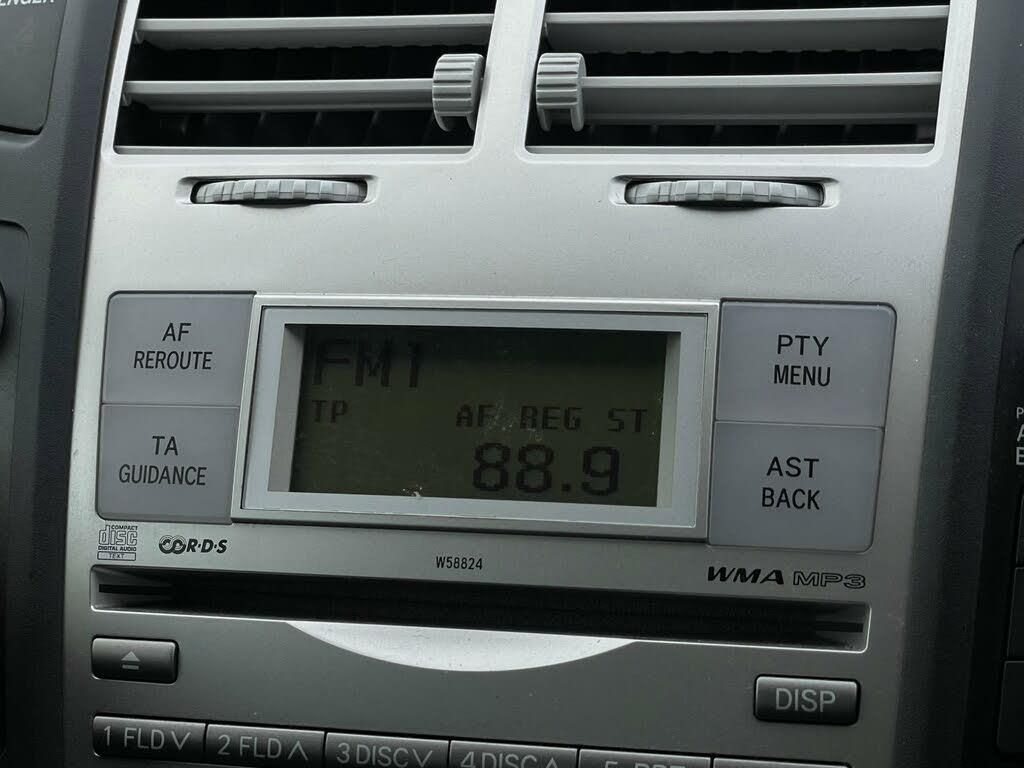 AF
REROUTE
TA
GUIDANCE
FM1
TP
AF REG ST
88.9
PTY
MENU
AST
BACK
COMPACT
disc
DIGITAL AUDIO
TEXT
R·D·S
W58824
WMA MP3
DISP
1 FLD
2 FLD
3 DISC
4 DISC